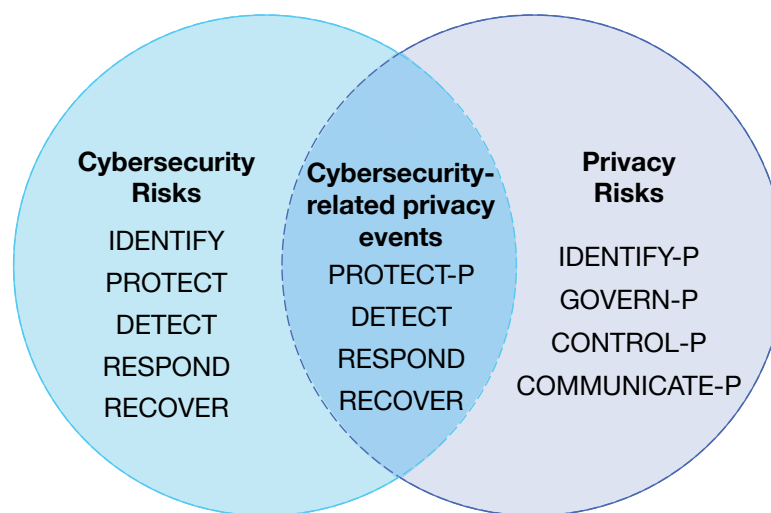 Cybersecurity
Risks
IDENTIFY
PROTECT
DETECT
RESPOND
RECOVER
Cybersecurity-
related privacy
events
PROTECT-P
DETECT
RESPOND
RECOVER
Privacy
Risks
IDENTIFY-P
GOVERN-P
CONTROL-P
COMMUNICATE-P